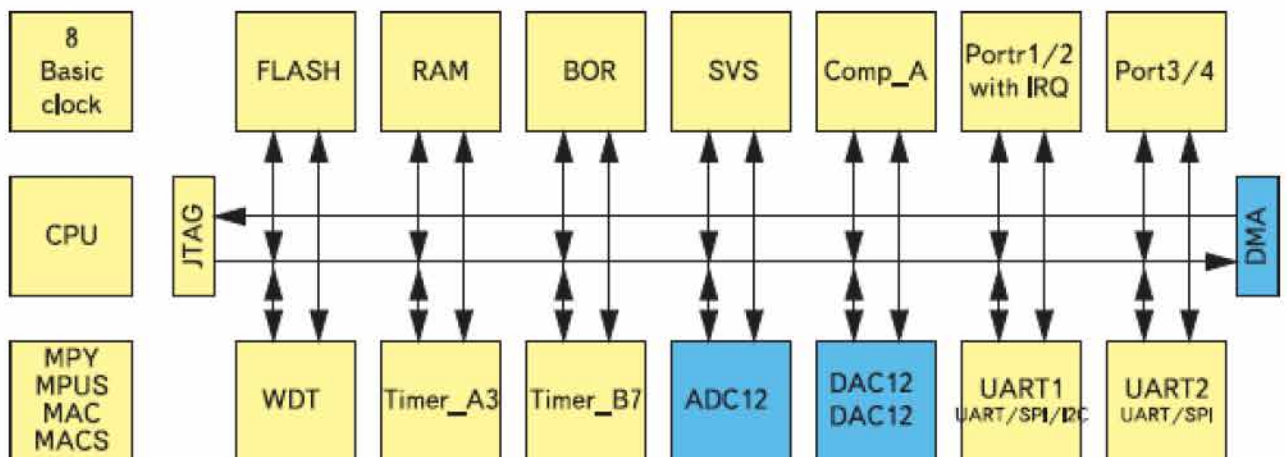 8
Basic
clock
FLASH
RAM
BOR
SVS
Comp_A
Portr1/2
with IRQ
Port3/4
CPU
JTAG
DMA
MPY
MPUS
MAC
MACS
WDT
Timer_A3
Timer_B7
ADC12
DAC12
DAC12
UART1
UART/SPI/I2C
UART2
UART/SPI